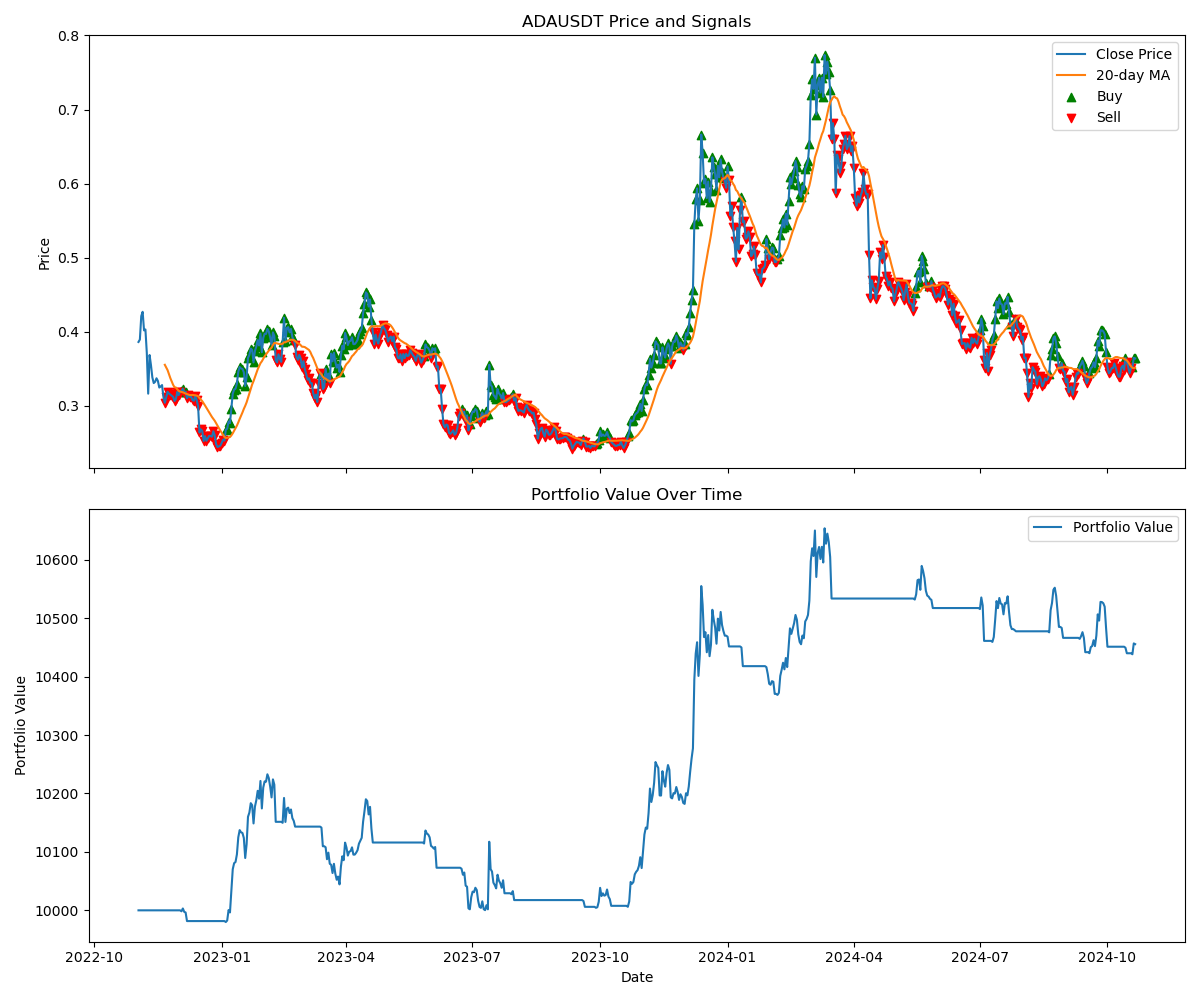 ADAUSDT Price and Signals
0.8
0.7
0.6
0.5
0.4
0.3
Price
Close Price
20-day MA
Buy
Sell
Portfolio Value Over Time
10600
10500
10400
10300
10200
10100
10000
Portfolio Value
Portfolio Value
2022-10
2023-01
2023-04
2023-07
2023-10
2024-01
2024-04
2024-07
2024-10
Date